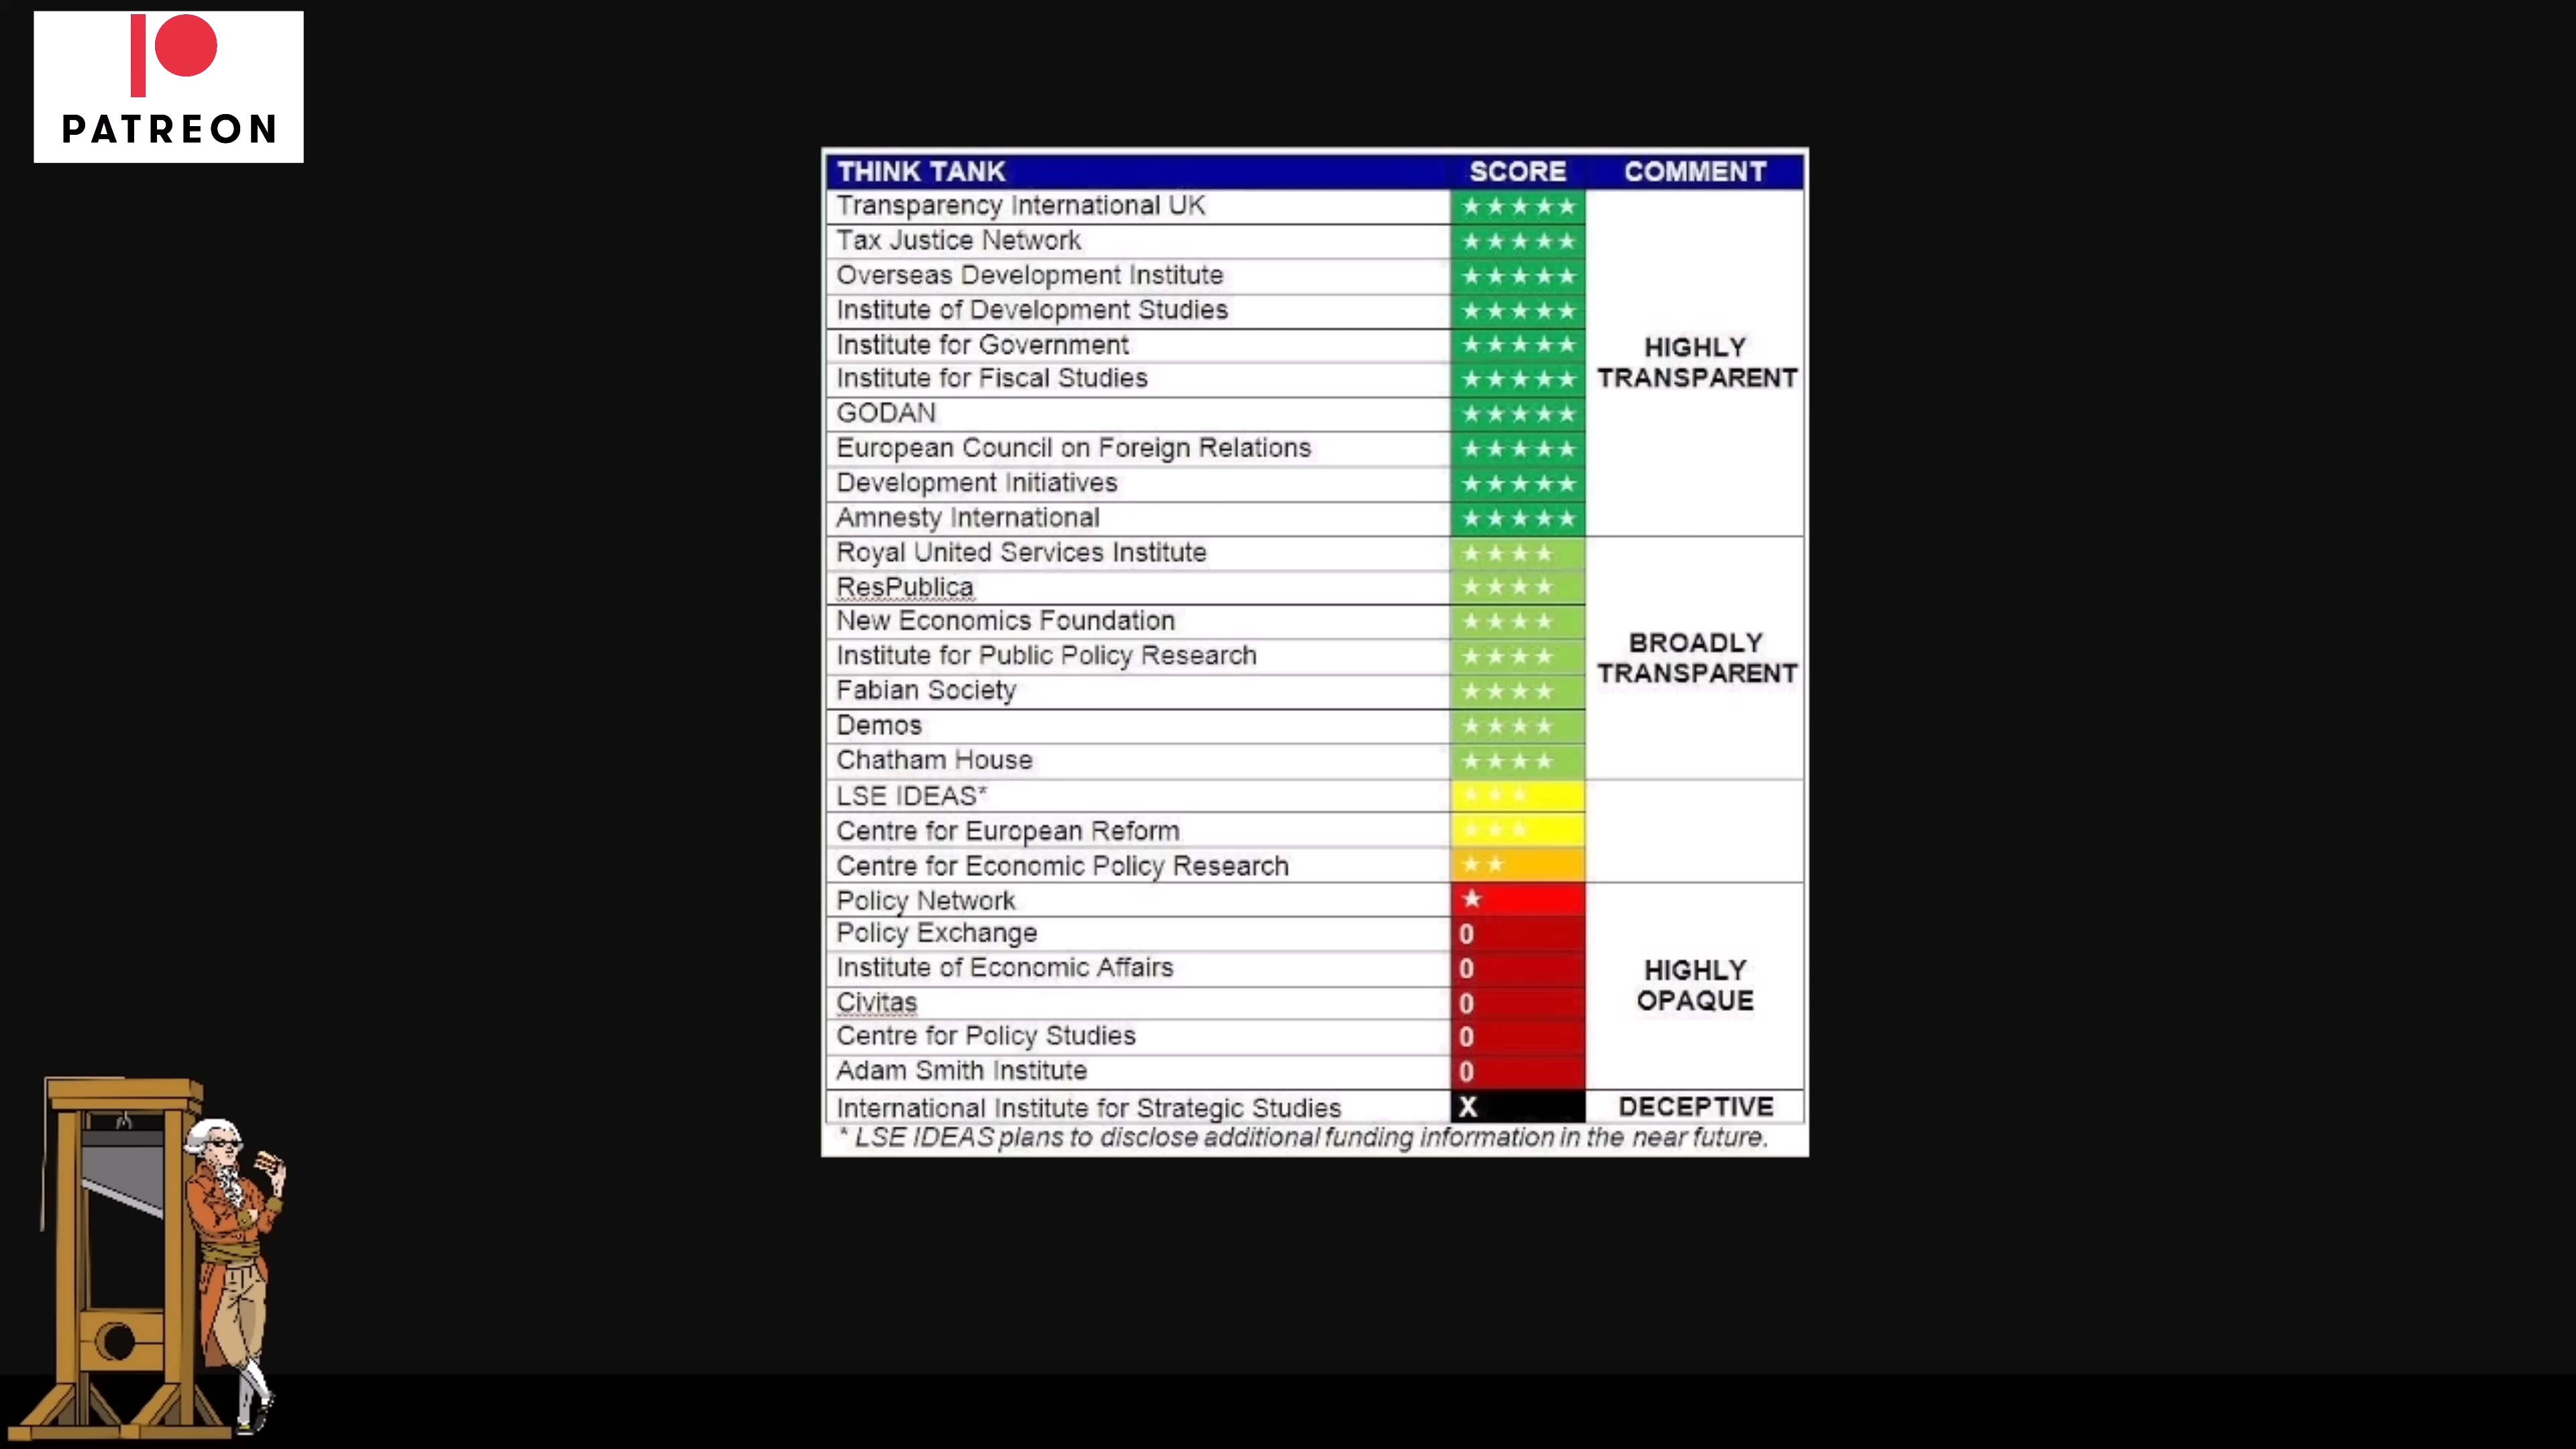 PATREON
THINK TANK SCORE COMMENT
Transparency International UK ★★★★★
Tax Justice Network ★★★★★
Overseas Development Institute ★★★★★
Institute of Development Studies ★★★★★
Institute for Government ★★★★★
HIGHLY
TRANSPARENT
Institute for Fiscal Studies ★★★★★
GODAN ★★★★★
European Council on Foreign Relations ★★★★★
Development Initiatives ★★★★★
Amnesty International ★★★★★
Royal United Services Institute ★★★★
ResPublica ★★★★
New Economics Foundation ★★★★
Institute for Public Policy Research ★★★★
BROADLY
TRANSPARENT
Fabian Society ★★★★
Demos ★★★★
Chatham House ★★★★
LSE IDEAS* ★★★
Centre for European Reform ★★★
Centre for Economic Policy Research ★★
Policy Network ★
Policy Exchange 0
Institute of Economic Affairs 0
HIGHLY
OPAQUE
Civitas 0
Centre for Policy Studies 0
Adam Smith Institute 0
International Institute for Strategic Studies X DECEPTIVE
* LSE IDEAS plans to disclose additional funding information in the near future.